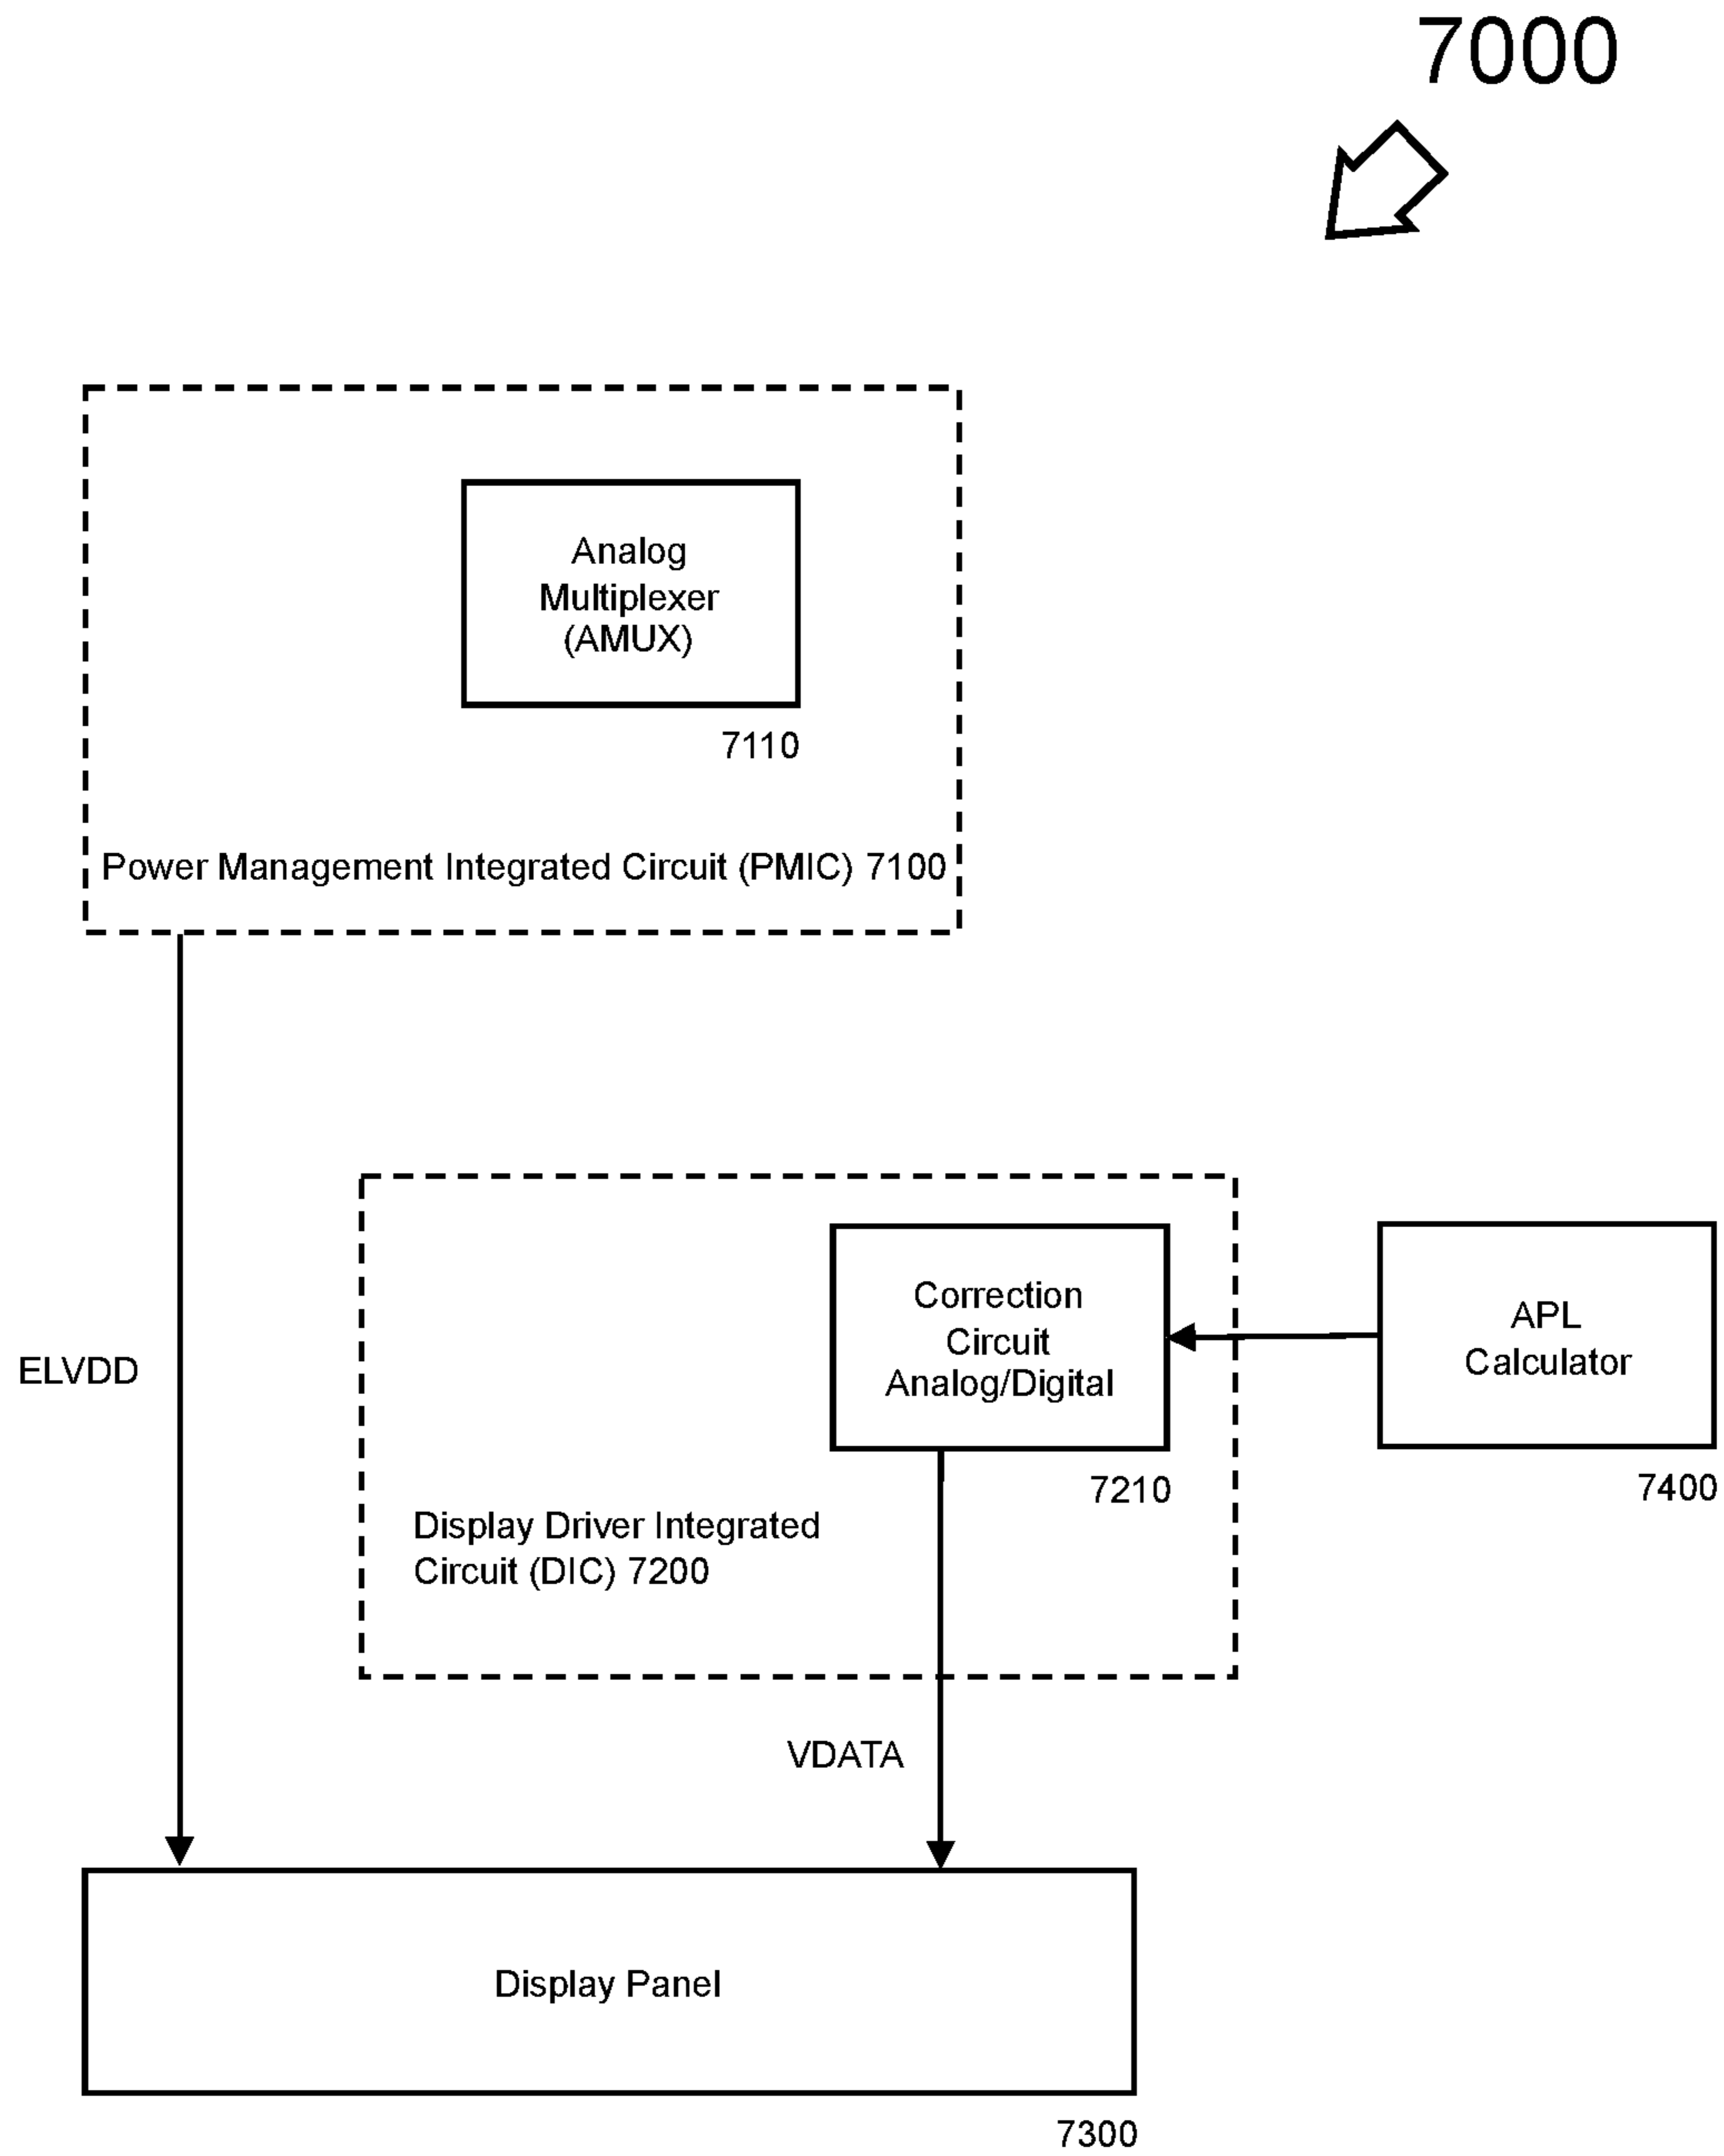 7000
Analog
Multiplexer
(AMUX)
7110
Power Management Integrated Circuit (PMIC) 7100
ELVDD
Correction
Circuit
Analog/Digital
7210
APL
Calculator
7400
Display Driver Integrated
Circuit (DIC) 7200
VDATA
Display Panel
7300